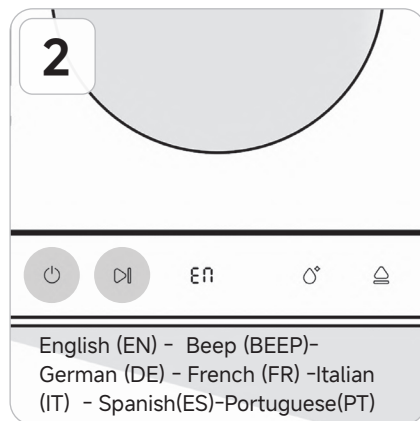 2
EN
English (EN) - Beep (BEEP)-
German (DE) - French (FR) -Italian
(IT) - Spanish(ES)-Portuguese(PT)